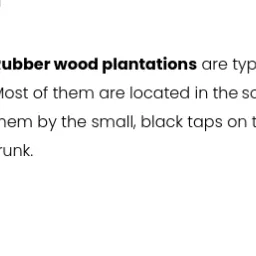 ubber wood plantations are typ
Most of them are located in the so
hem by the small, black taps on t
runk.